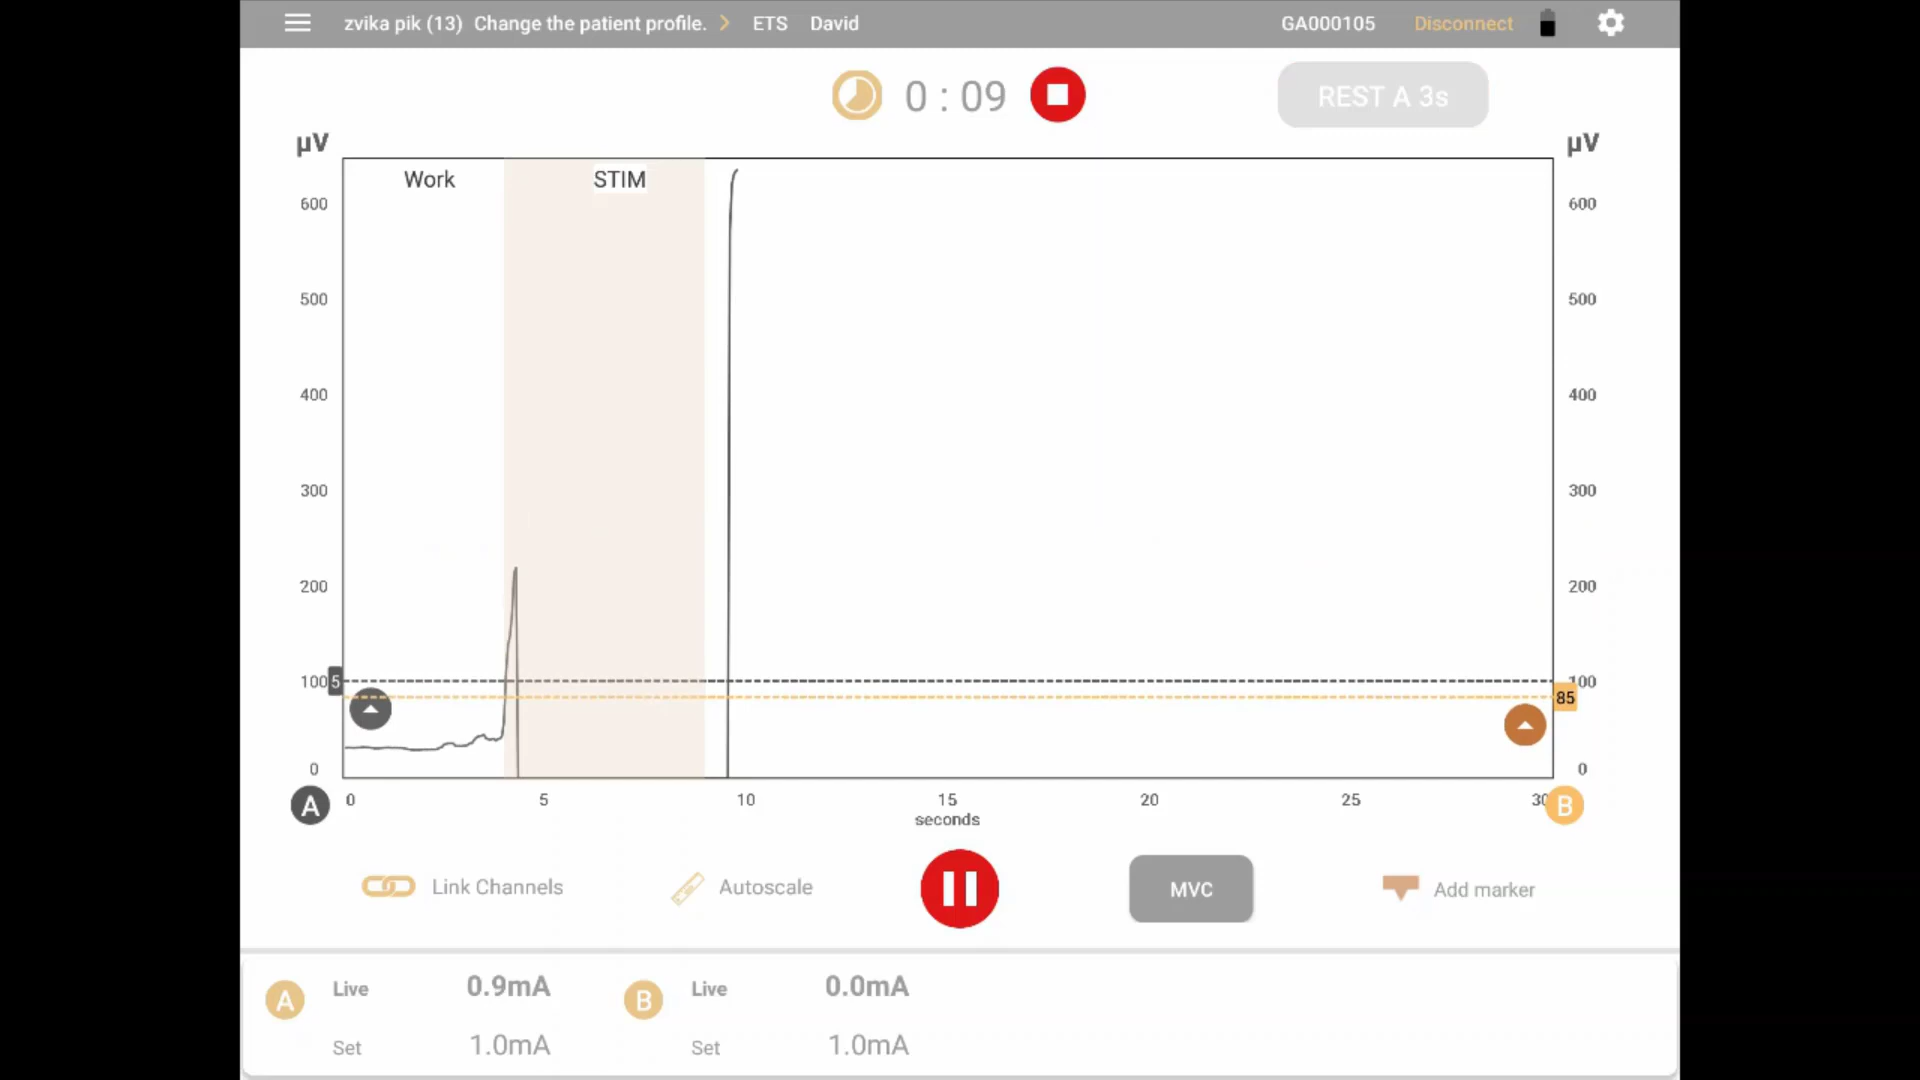 zvika pik (13) Change the patient profile. ETS David GA000105 Disconnect
0 : 09 REST A 3s
µV µV
Work STIM
600 600
500 500
400 400
300 300
200 200
100 5 100
85
0 0
A 0 5 10 15 20 25 30 B
seconds
Link Channels Autoscale MVC Add marker
A Live 0.9mA B Live 0.0mA
Set 1.0mA Set 1.0mA